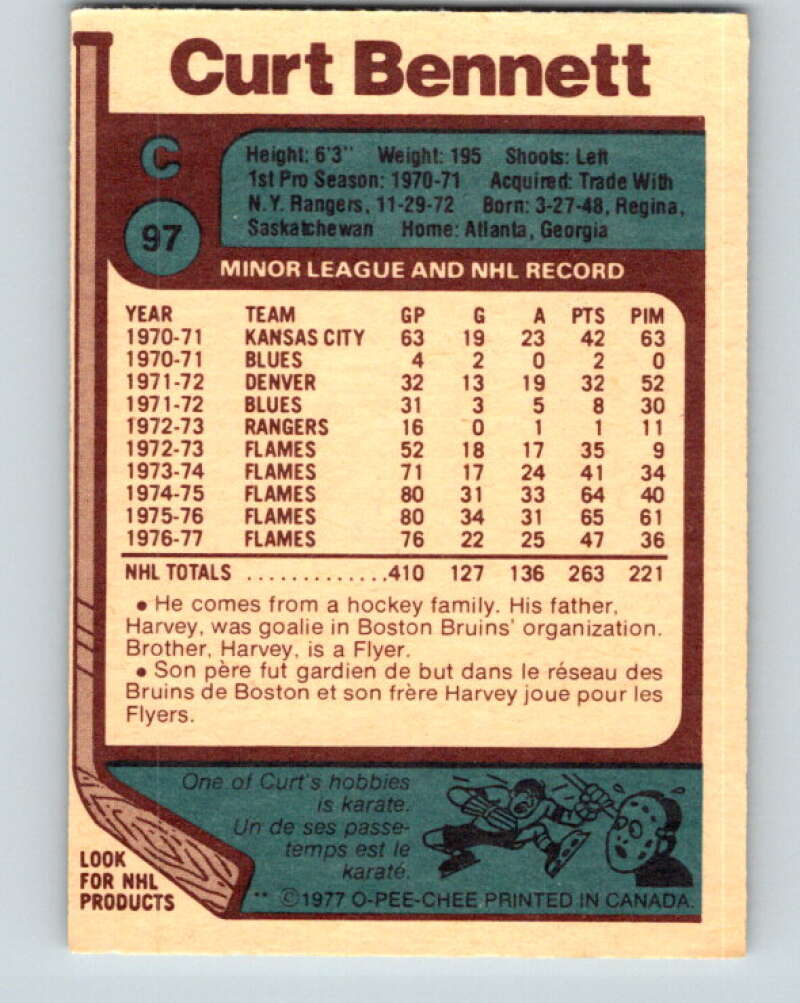 Curt Bennett
C
97
Height: 6'3" Weight: 195 Shoots: Left
1st Pro Season: 1970-71 Acquired: Trade With
N.Y. Rangers, 11-29-72 Born: 3-27-48, Regina,
Saskatchewan Home: Atlanta, Georgia
MINOR LEAGUE AND NHL RECORD
YEAR TEAM GP G A PTS PIM
1970-71 KANSAS CITY 63 19 23 42 63
1970-71 BLUES 4 2 0 2 0
1971-72 DENVER 32 13 19 32 52
1971-72 BLUES 31 3 5 8 30
1972-73 RANGERS 16 0 1 1 11
1972-73 FLAMES 52 18 17 35 9
1973-74 FLAMES 71 17 24 41 34
1974-75 FLAMES 80 31 33 64 40
1975-76 FLAMES 80 34 31 65 61
1976-77 FLAMES 76 22 25 47 36
NHL TOTALS .............410 127 136 263 221
• He comes from a hockey family. His father,
Harvey, was goalie in Boston Bruins' organization.
Brother, Harvey, is a Flyer.
• Son père fut gardien de but dans le réseau des
Bruins de Boston et son frère Harvey joue pour les
Flyers.
One of Curt's hobbies
is karate.
Un de ses passe-
temps est le
karaté.
LOOK
FOR NHL
PRODUCTS
** ©1977 O-PEE-CHEE PRINTED IN CANADA.